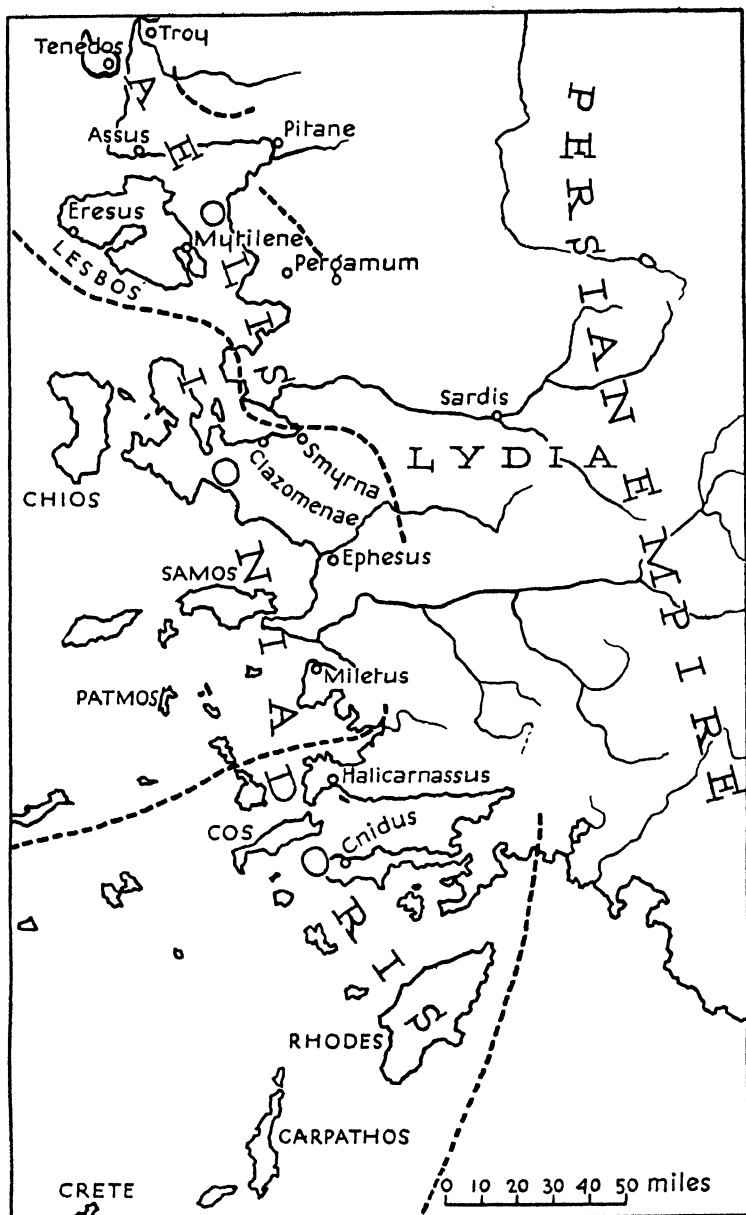 Troy
Tenedos
Assus
Pitane
AEOLIS
PERSIAN EMPIRE
Eresus
Mytilene
LESBOS
Pergamum
Sardis
LYDIA
Smyrna
Clazomenae
CHIOS
IONIA
Ephesus
SAMOS
Miletus
PATMOS
Halicarnassus
COS
Cnidus
DORIS
RHODES
CARPATHOS
CRETE
0 10 20 30 40 50 miles